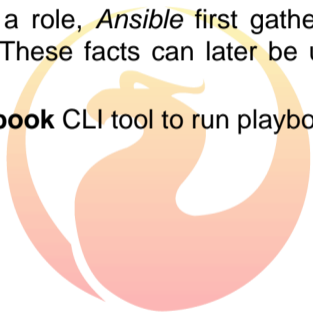 a role, Ansible first gathe
These facts can later be
book CLI tool to run playbo